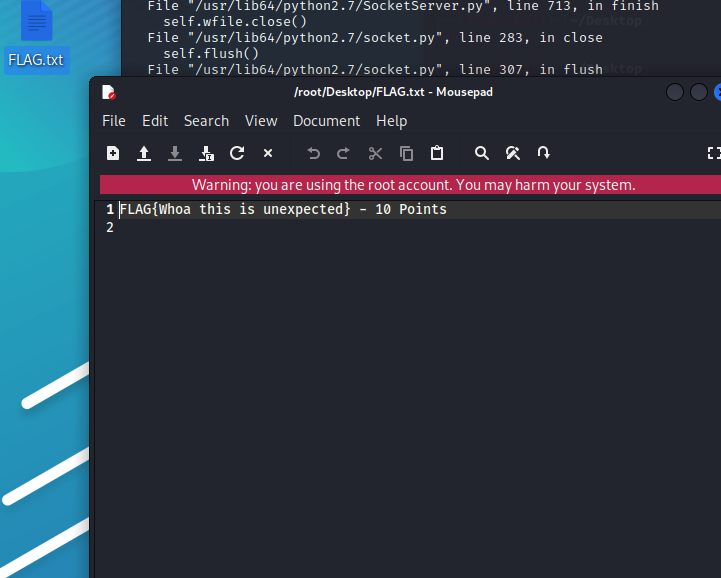 File "/usr/lib64/python2.7/SocketServer.py", line 713, in finish
self.wfile.close()
~/Desktop
File "/usr/lib64/python2.7/socket.py", line 283, in close
self.flush()
File "/usr/lib64/python2.7/socket.py", line 307, in flush
FLAG.txt
/root/Desktop/FLAG.txt - Mousepad
File Edit Search View Document Help
Warning: you are using the root account. You may harm your system.
1 FLAG{Whoa this is unexpected} - 10 Points
2